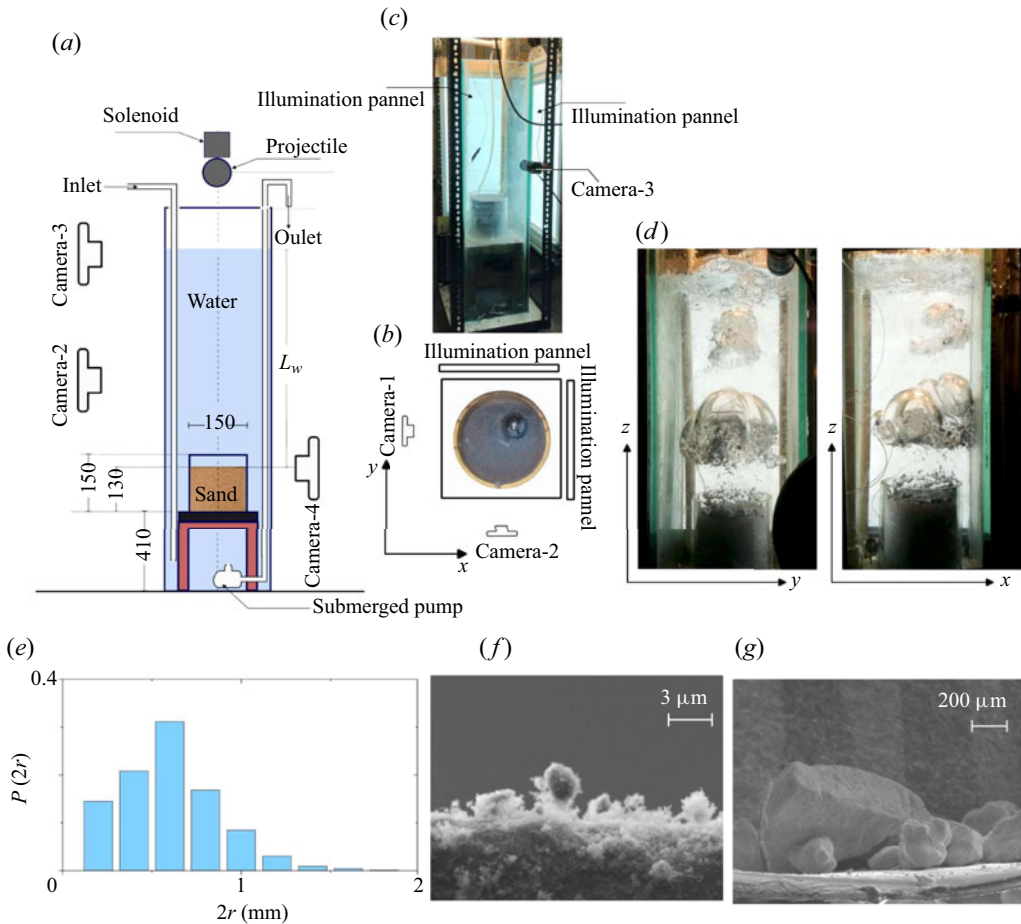 (a)
Solenoid
Projectile
Inlet
Oulet
Camera-3
Water
Camera-2
L_w
150
150
130
Sand
410
Camera-4
Submerged pump
(c)
Illumination pannel
Illumination pannel
Camera-3
(b)
Illumination pannel
Camera-1
Illumination pannel
y
Camera-2
x
(d)
z
y
z
x
(e)
0.4
P (2r)
0
1
2
2r (mm)
(f)
3 μm
(g)
200 μm